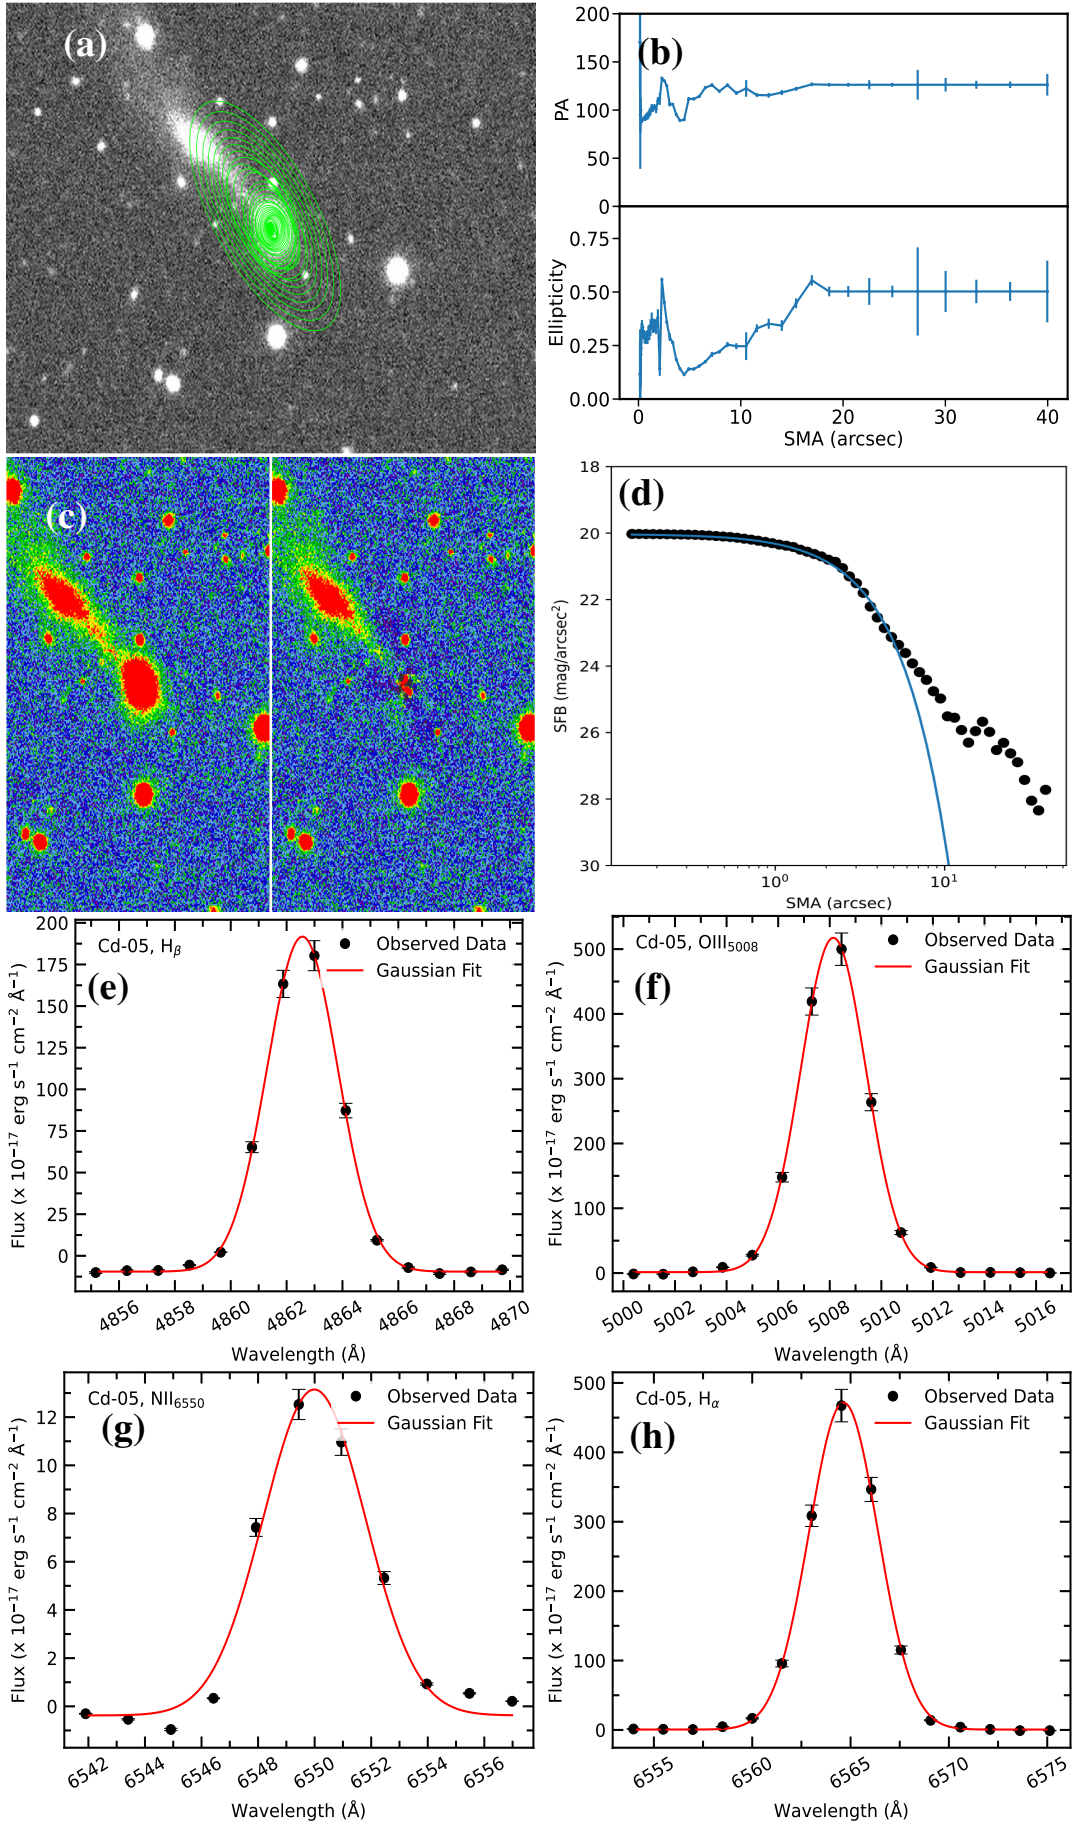 (a)
(b)
200
150
100
50
0
PA
0.75
0.50
0.25
0.00
Ellipticity
0 10 20 30 40
SMA (arcsec)
(c)
(d)
18
20
22
24
26
28
30
SFB (mag/arcsec²)
10⁰ 10¹
SMA (arcsec)
(e)
Cd-05, Hᵦ
Observed Data
Gaussian Fit
200
175
150
125
100
75
50
25
0
Flux (x 10⁻¹⁷ erg s⁻¹ cm⁻² Å⁻¹)
4856 4858 4860 4862 4864 4866 4868 4870
Wavelength (Å)
(f)
Cd-05, OIII₅₀₀₈
Observed Data
Gaussian Fit
500
400
300
200
100
0
Flux (x 10⁻¹⁷ erg s⁻¹ cm⁻² Å⁻¹)
5000 5002 5004 5006 5008 5010 5012 5014 5016
Wavelength (Å)
(g)
Cd-05, NII₆₅₅₀
Observed Data
Gaussian Fit
12
10
8
6
4
2
0
Flux (x 10⁻¹⁷ erg s⁻¹ cm⁻² Å⁻¹)
6542 6544 6546 6548 6550 6552 6554 6556
Wavelength (Å)
(h)
Cd-05, Hα
Observed Data
Gaussian Fit
500
400
300
200
100
0
Flux (x 10⁻¹⁷ erg s⁻¹ cm⁻² Å⁻¹)
6555 6560 6565 6570 6575
Wavelength (Å)